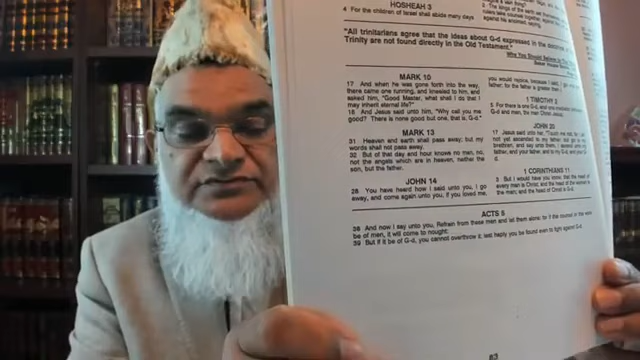 HOSHEAH 3
4 For the children of Israel shall abide many days
"All trinitarians agree that the ideas about G-d expressed in the doctrine of
Trinity are not found directly in the Old Testament."
MARK 10
17 And when he was gone forth into the way,
there came one running, and kneeled to him, and
asked him, "Good Master, what shall I do that I
may inherit eternal life?"
18 And Jesus said unto him, "Why call you me
good? There is none good but one, that is, G-d."
MARK 13
31 Heaven and earth shall pass away; but my
words shall not pass away.
32 But of that day and hour knows no man, no,
not the angels which are in heaven, neither the
son, but the father.
JOHN 14
28 You have heard how I said unto you, I go
away, and come again unto you. If you loved me,
you would rejoice, because I said, I go
father: for the father is greater than I.
1 TIMOTHY 2
5 For there is one G-d, and one mediator between
G-d and men, the man Christ Jesus.
JOHN 20
17 Jesus said unto her, Touch me not; for I am
not yet ascended to my father: but go to my
brethren, and say unto them, I ascend unto my
father, and your father, and to my G-d, and your G-
d.
1 CORINTHIANS 11
3 But I would have you know, that the head of
every man is Christ; and the head of the woman is
the man; and the head of Christ is G-d.
ACTS 5
38 And now I say unto you, Refrain from these men and let them alone: for if the counsel or the work
be of men, it will come to nought:
39 But if it be of G-d, you cannot overthrow it; lest haply you be found even to fight against G-d.
83